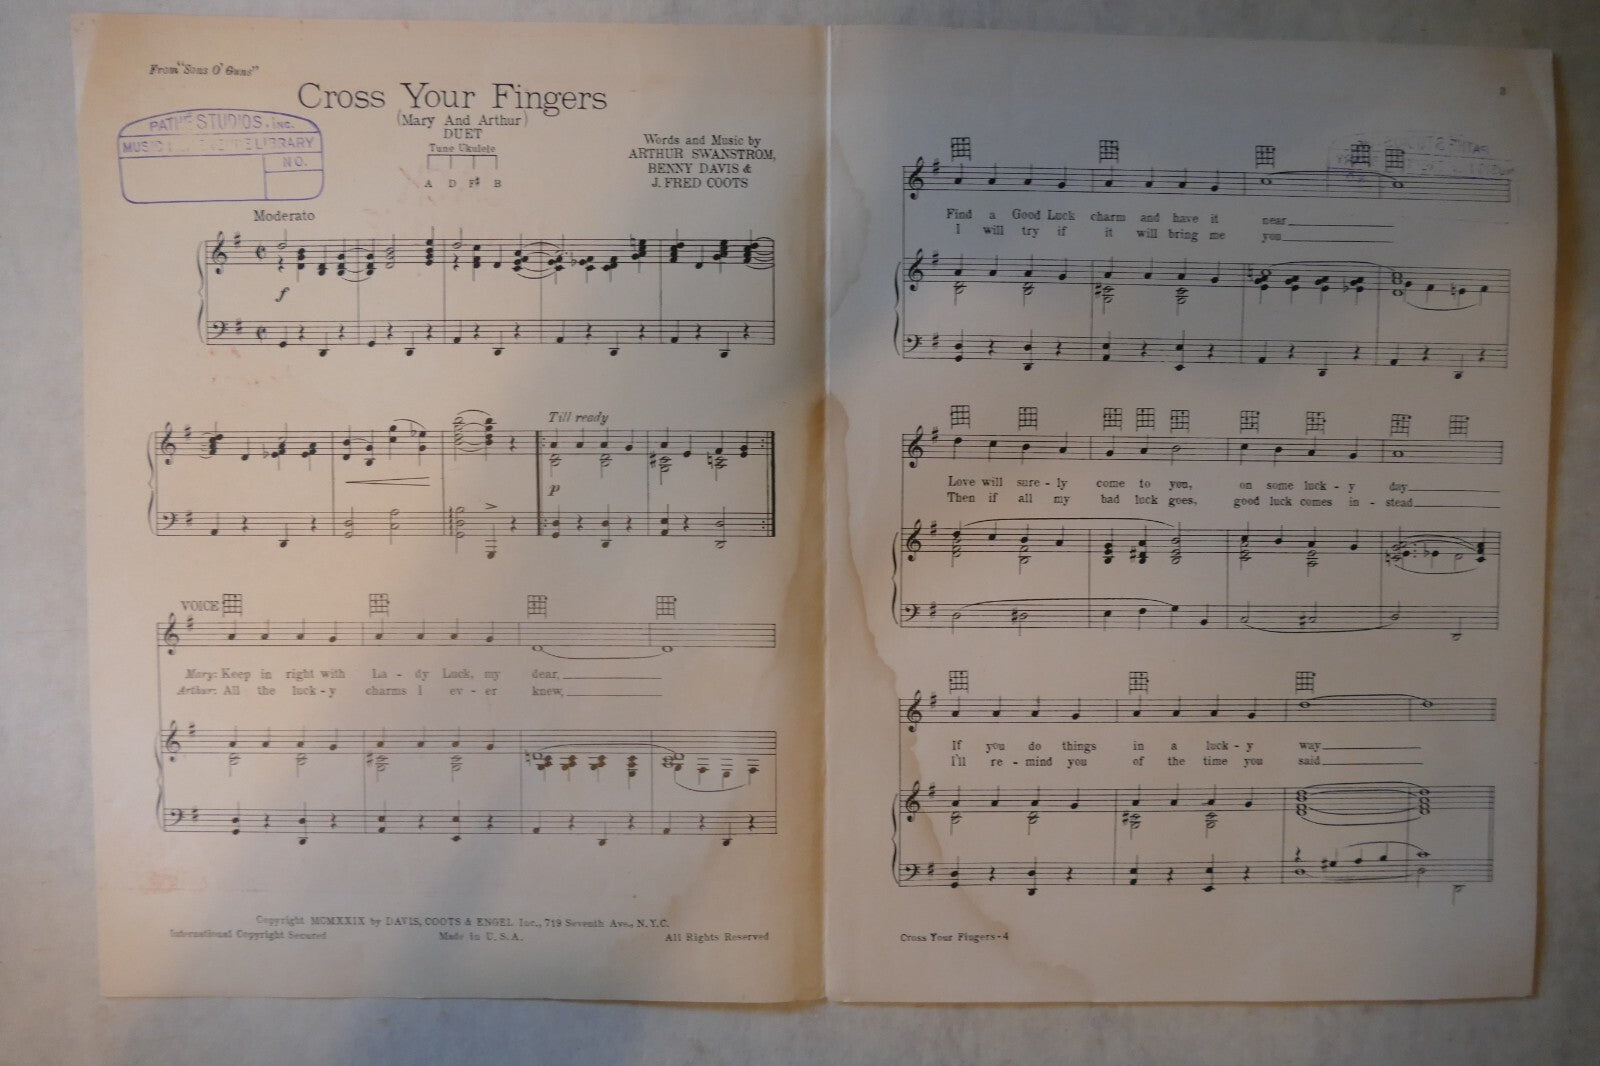 From "Sons O' Guns"
Cross Your Fingers
(Mary And Arthur)
DUET
PATHE STUDIOS, INC.
MUSIC LIBRARY
NO.
Tune Ukulele
A D F# B
Words and Music by
ARTHUR SWANSTROM,
BENNY DAVIS &
J. FRED COOTS
Moderato
f
Till ready
p
VOICE
Mary: Keep in right with La - dy Luck, my dear,
Arthur: All the luck - y charms I ev - er knew,
Copyright MCMXXIX by DAVIS, COOTS & ENGEL Inc., 719 Seventh Ave., N.Y.C.
International Copyright Secured Made in U.S.A. All Rights Reserved
3
Find a Good Luck charm and have it near
I will try if it will bring me you
Love will sure - ly come to you, on some luck - y day
Then if all my bad luck goes, good luck comes in - stead
If you do things in a luck - y way
I'll re - mind you of the time you said
Cross Your Fingers - 4